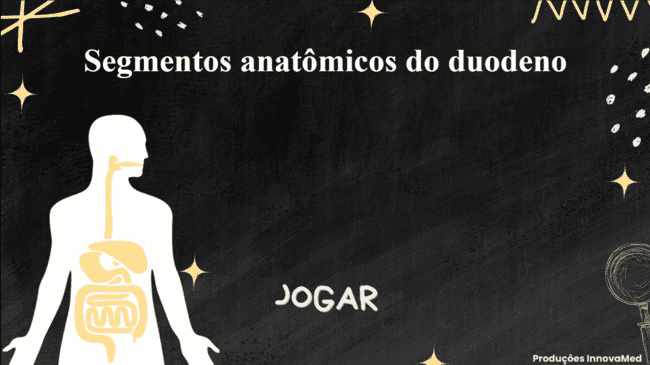 Segmentos anatômicos do duodeno
JOGAR
Produções InnovaMed